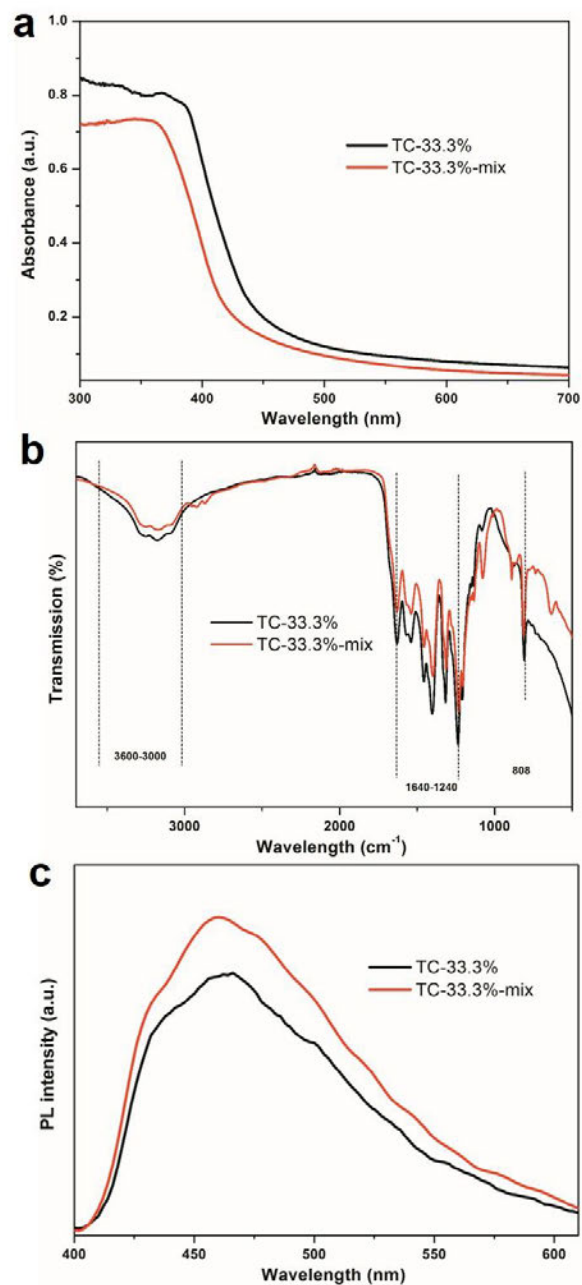 a
1.0
0.8
0.6
0.4
0.2
Absorbance (a.u.)
TC-33.3%
TC-33.3%-mix
300
400
500
600
700
Wavelength (nm)
b
Transmission (%)
TC-33.3%
TC-33.3%-mix
3600-3000
1640-1240
808
3000
2000
1000
Wavelength (cm⁻¹)
c
PL intensity (a.u.)
TC-33.3%
TC-33.3%-mix
400
450
500
550
600
Wavelength (nm)